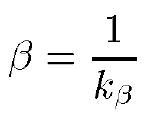 β = 1/k_β